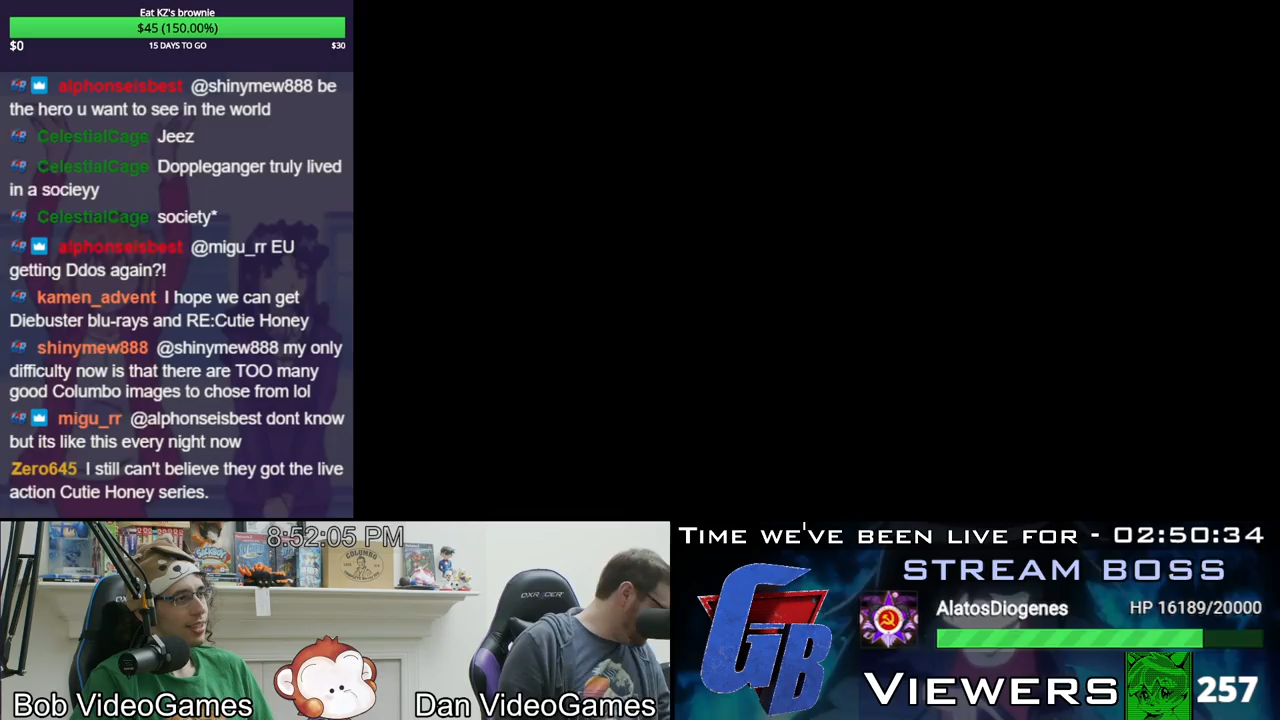 Eat KZ's brownie
$45 (150.00%)
$0 15 DAYS TO GO $30
alphonseisbest @shinymew888 be
the hero u want to see in the world
CelestialCage Jeez
CelestialCage Doppleganger truly lived
in a socieyy
CelestialCage society*
alphonseisbest @migu_rr EU
getting Ddos again?!
kamen_advent I hope we can get
Diebuster blu-rays and RE:Cutie Honey
shinymew888 @shinymew888 my only
difficulty now is that there are TOO many
good Columbo images to chose from lol
migu_rr @alphonseisbest dont know
but its like this every night now
Zero645 I still can't believe they got the live
action Cutie Honey series.
8:52:05 PM
COLUMBO
DXRACER
Bob VideoGames
Dan VideoGames
Time we've been live for - 02:50:34
STREAM BOSS
AlatosDiogenes HP 16189/20000
GB
Viewers 257